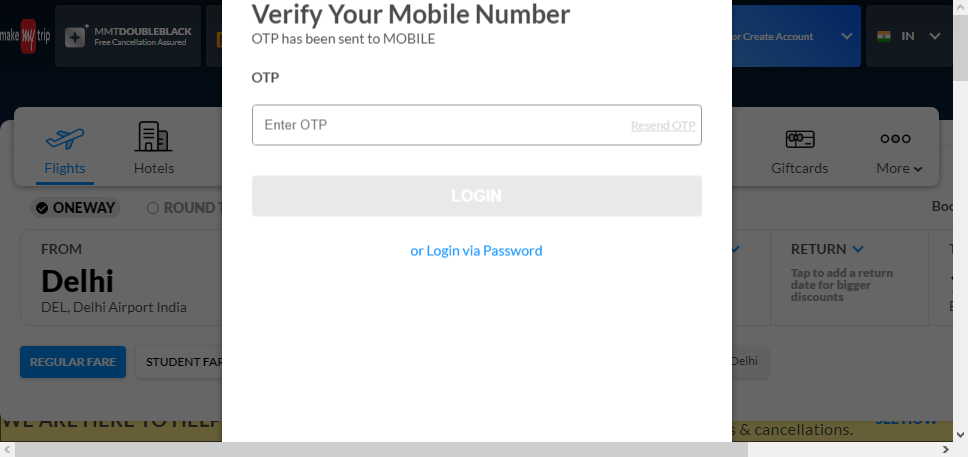 Verify Your Mobile Number
OTP has been sent to MOBILE
OTP
Enter OTP
Resend OTP
LOGIN
or Login via Password
make my trip
MMTDOUBLEBLACK
Free Cancellation Assured
or Create Account
IN
Flights
Hotels
Giftcards
More
ONEWAY
ROUND
FROM
Delhi
DEL, Delhi Airport India
RETURN
Tap to add a return
date for bigger
discounts
REGULAR FARE
STUDENT FAR
Delhi
WE ARE HERE TO HELP
SEE NOW
& cancellations.